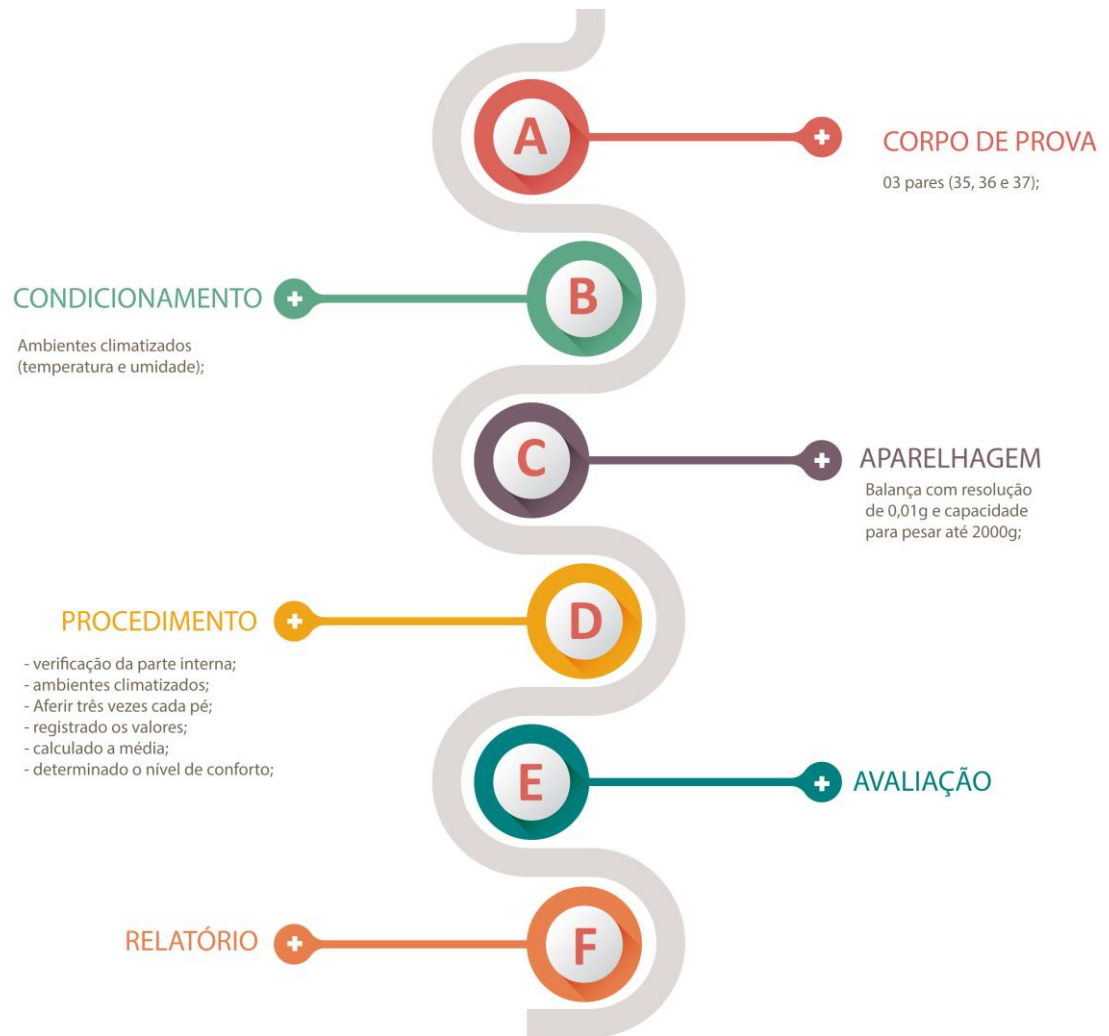 A
CORPO DE PROVA
03 pares (35, 36 e 37);
B
CONDICIONAMENTO
Ambientes climatizados
(temperatura e umidade);
C
APARELHAGEM
Balança com resolução
de 0,01g e capacidade
para pesar até 2000g;
D
PROCEDIMENTO
- verificação da parte interna;
- ambientes climatizados;
- Aferir três vezes cada pé;
- registrado os valores;
- calculado a média;
- determinado o nível de conforto;
E
AVALIAÇÃO
F
RELATÓRIO